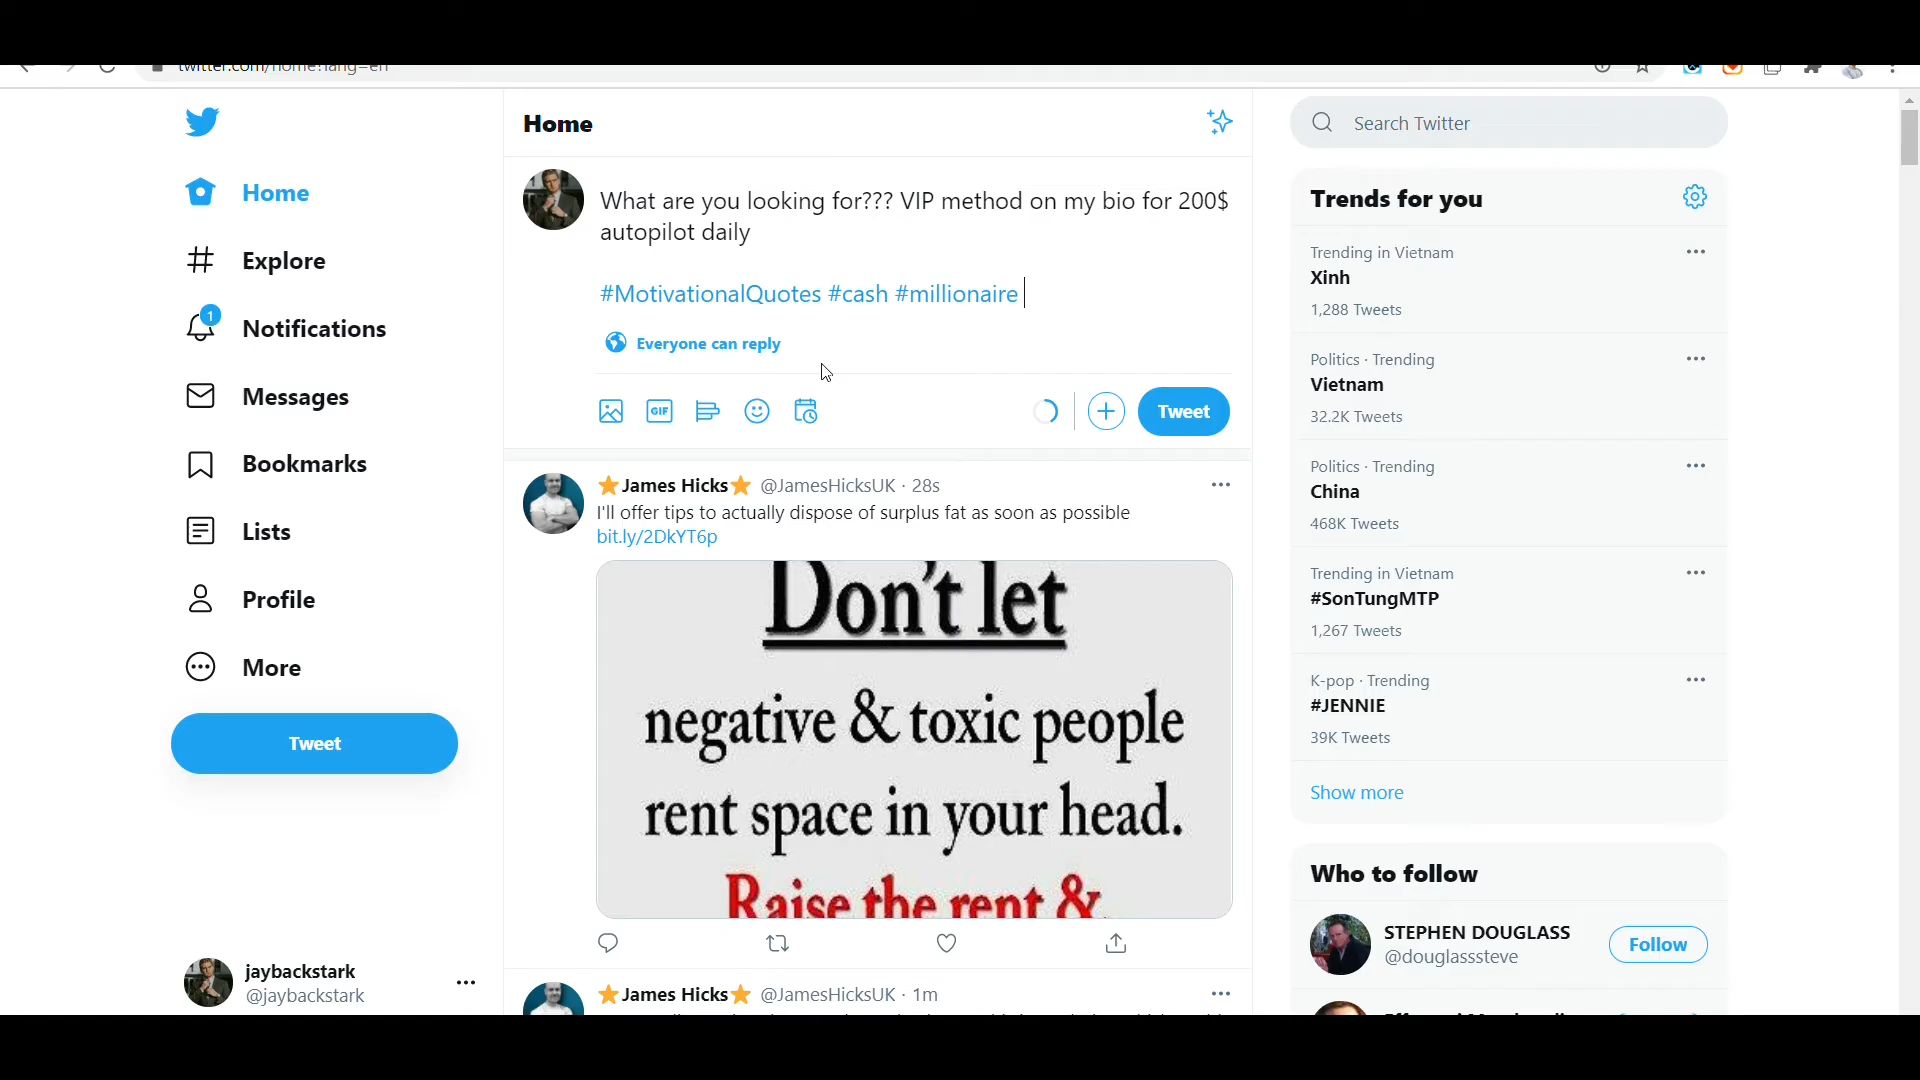 twitter.com/home?lang=en
Home
Search Twitter
Home
Explore
1
Notifications
Messages
Bookmarks
Lists
Profile
More
Tweet
jaybackstark
@jaybackstark
What are you looking for??? VIP method on my bio for 200$
autopilot daily
#MotivationalQuotes #cash #millionaire
Everyone can reply
GIF
Tweet
James Hicks @JamesHicksUK · 28s
I'll offer tips to actually dispose of surplus fat as soon as possible
bit.ly/2DkYT6p
Don't let
negative & toxic people
rent space in your head.
Raise the rent &
James Hicks @JamesHicksUK · 1m
Trends for you
Trending in Vietnam
Xinh
1,288 Tweets
Politics · Trending
Vietnam
32.2K Tweets
Politics · Trending
China
468K Tweets
Trending in Vietnam
#SonTungMTP
1,267 Tweets
K-pop · Trending
#JENNIE
39K Tweets
Show more
Who to follow
STEPHEN DOUGLASS
@douglasssteve
Follow